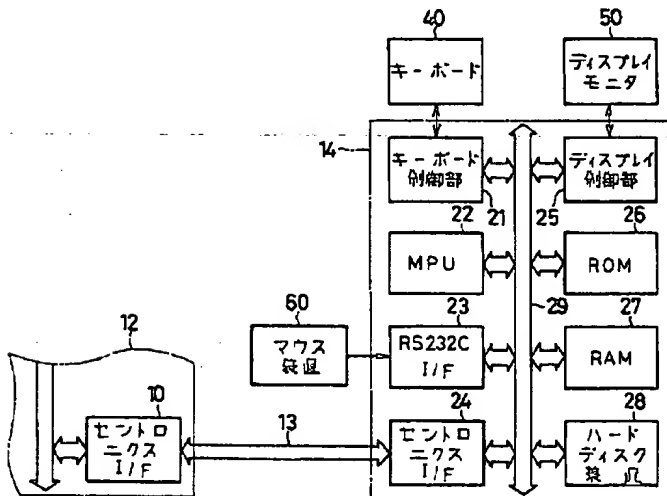 40
50
キーボード
ディスプレイ
モニタ
14
キーボード
制御部
ディスプレイ
制御部
21
25
22
26
MPU
ROM
12
60
23
29
27
マウス
装置
RS232C
I/F
RAM
10
13
24
28
セントロ
ニクス
I/F
セントロ
ニクス
I/F
ハード
ディスク
装置